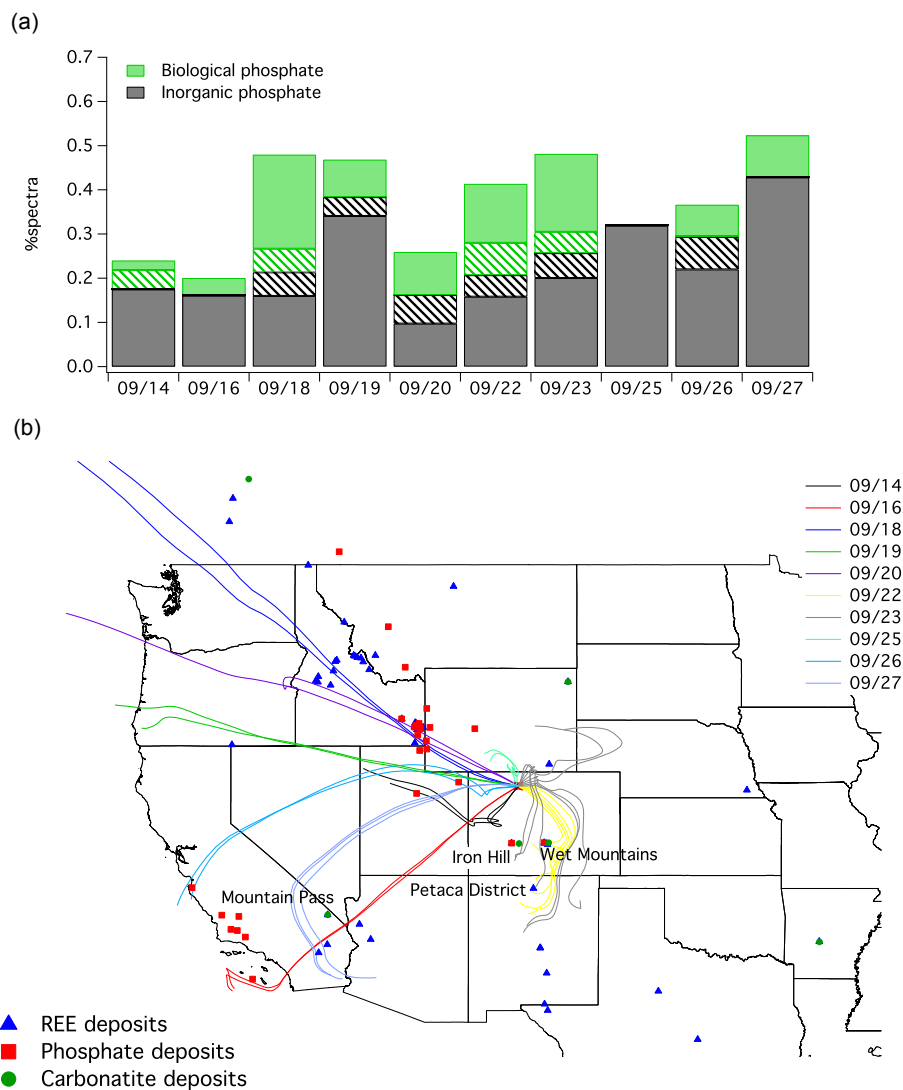 (a)
0.7
0.6
0.5
0.4
0.3
0.2
0.1
0.0
%spectra
Biological phosphate
Inorganic phosphate
09/14 09/16 09/18 09/19 09/20 09/22 09/23 09/25 09/26 09/27
(b)
09/14
09/16
09/18
09/19
09/20
09/22
09/23
09/25
09/26
09/27
Iron Hill
Wet Mountains
Petaca District
Mountain Pass
REE deposits
Phosphate deposits
Carbonatite deposits